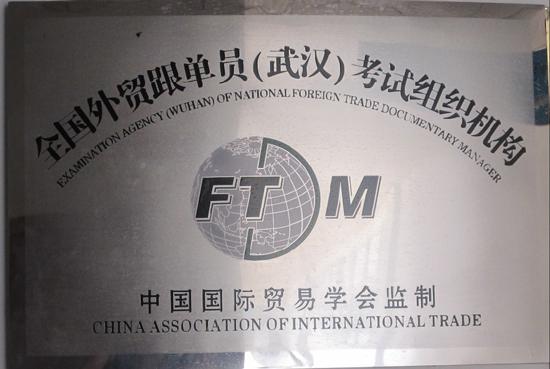 全国外贸跟单员(武汉)考试组织机构
EXAMINATION AGENCY (WUHAN) OF NATIONAL FOREIGN TRADE DOCUMENTARY MANAGER
FTM
中国国际贸易学会监制
CHINA ASSOCIATION OF INTERNATIONAL TRADE